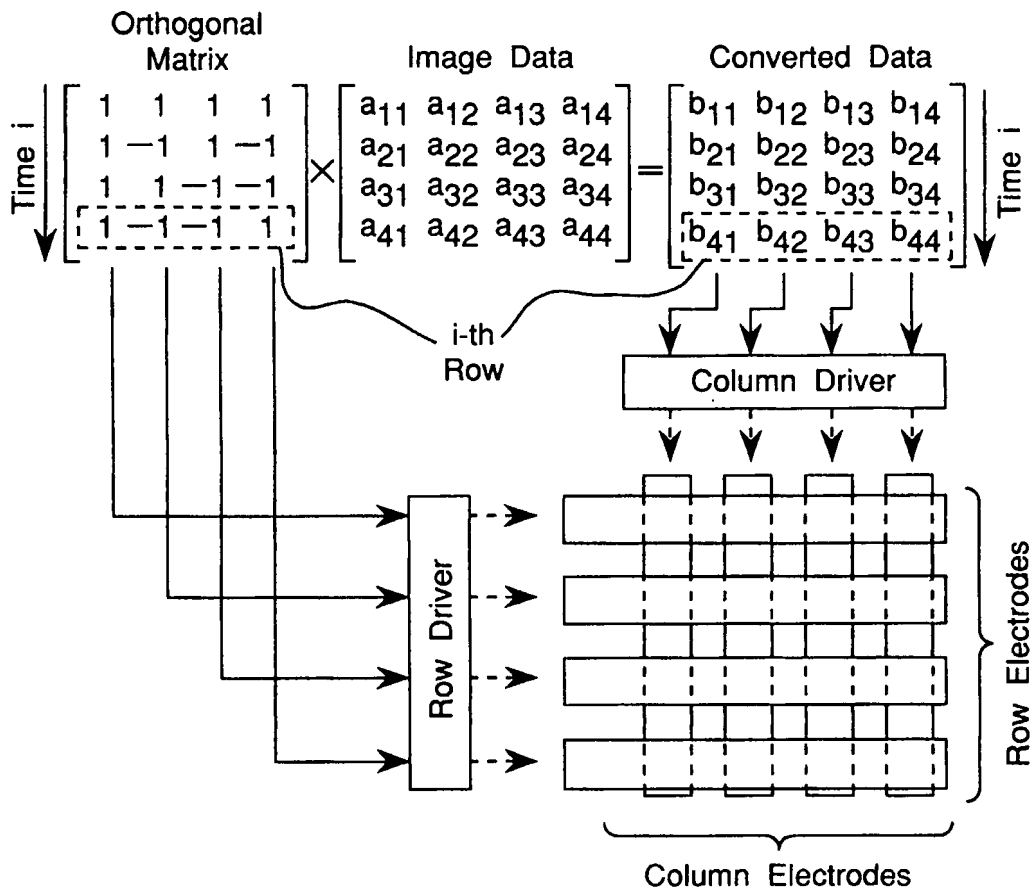 Orthogonal
Matrix
Image Data
Converted Data
Time i
1 1 1 1
1 −1 1 −1
1 1 −1 −1
1 −1 −1 1
×
a11 a12 a13 a14
a21 a22 a23 a24
a31 a32 a33 a34
a41 a42 a43 a44
=
b11 b12 b13 b14
b21 b22 b23 b24
b31 b32 b33 b34
b41 b42 b43 b44
Time i
i-th
Row
Column Driver
Row Driver
Row Electrodes
Column Electrodes